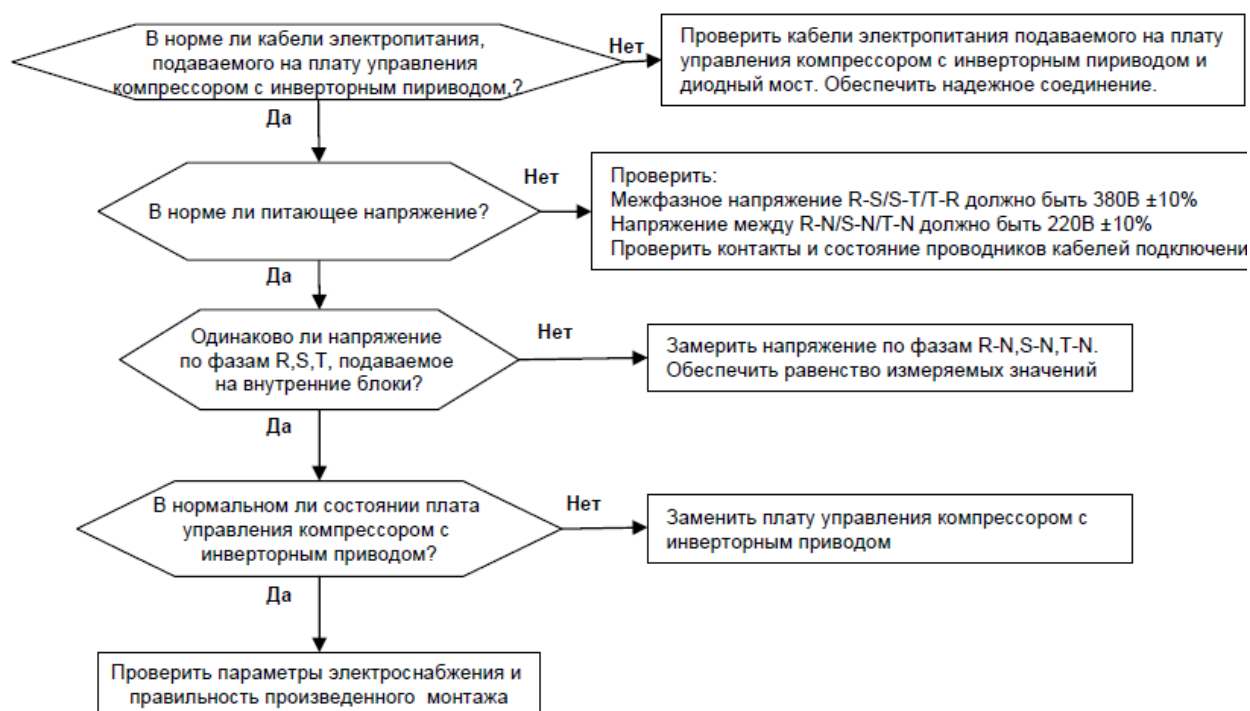 В норме ли кабели электропитания,
подаваемого на плату управления
компрессором с инверторным пириводом,?
Нет
Проверить кабели электропитания подаваемого на плату
управления компрессором с инверторным пириводом и
диодный мост. Обеспечить надежное соединение.
Да
В норме ли питающее напряжение?
Нет
Проверить:
Межфазное напряжение R-S/S-T/T-R должно быть 380В ±10%
Напряжение между R-N/S-N/T-N должно быть 220В ±10%
Проверить контакты и состояние проводников кабелей подключени
Да
Одинаково ли напряжение
по фазам R,S,T, подаваемое
на внутренние блоки?
Нет
Замерить напряжение по фазам R-N,S-N,T-N.
Обеспечить равенство измеряемых значений
Да
В нормальном ли состоянии плата
управления компрессором с
инверторным приводом?
Нет
Заменить плату управления компрессором с
инверторным приводом
Да
Проверить параметры электроснабжения и
правильность произведенного монтажа